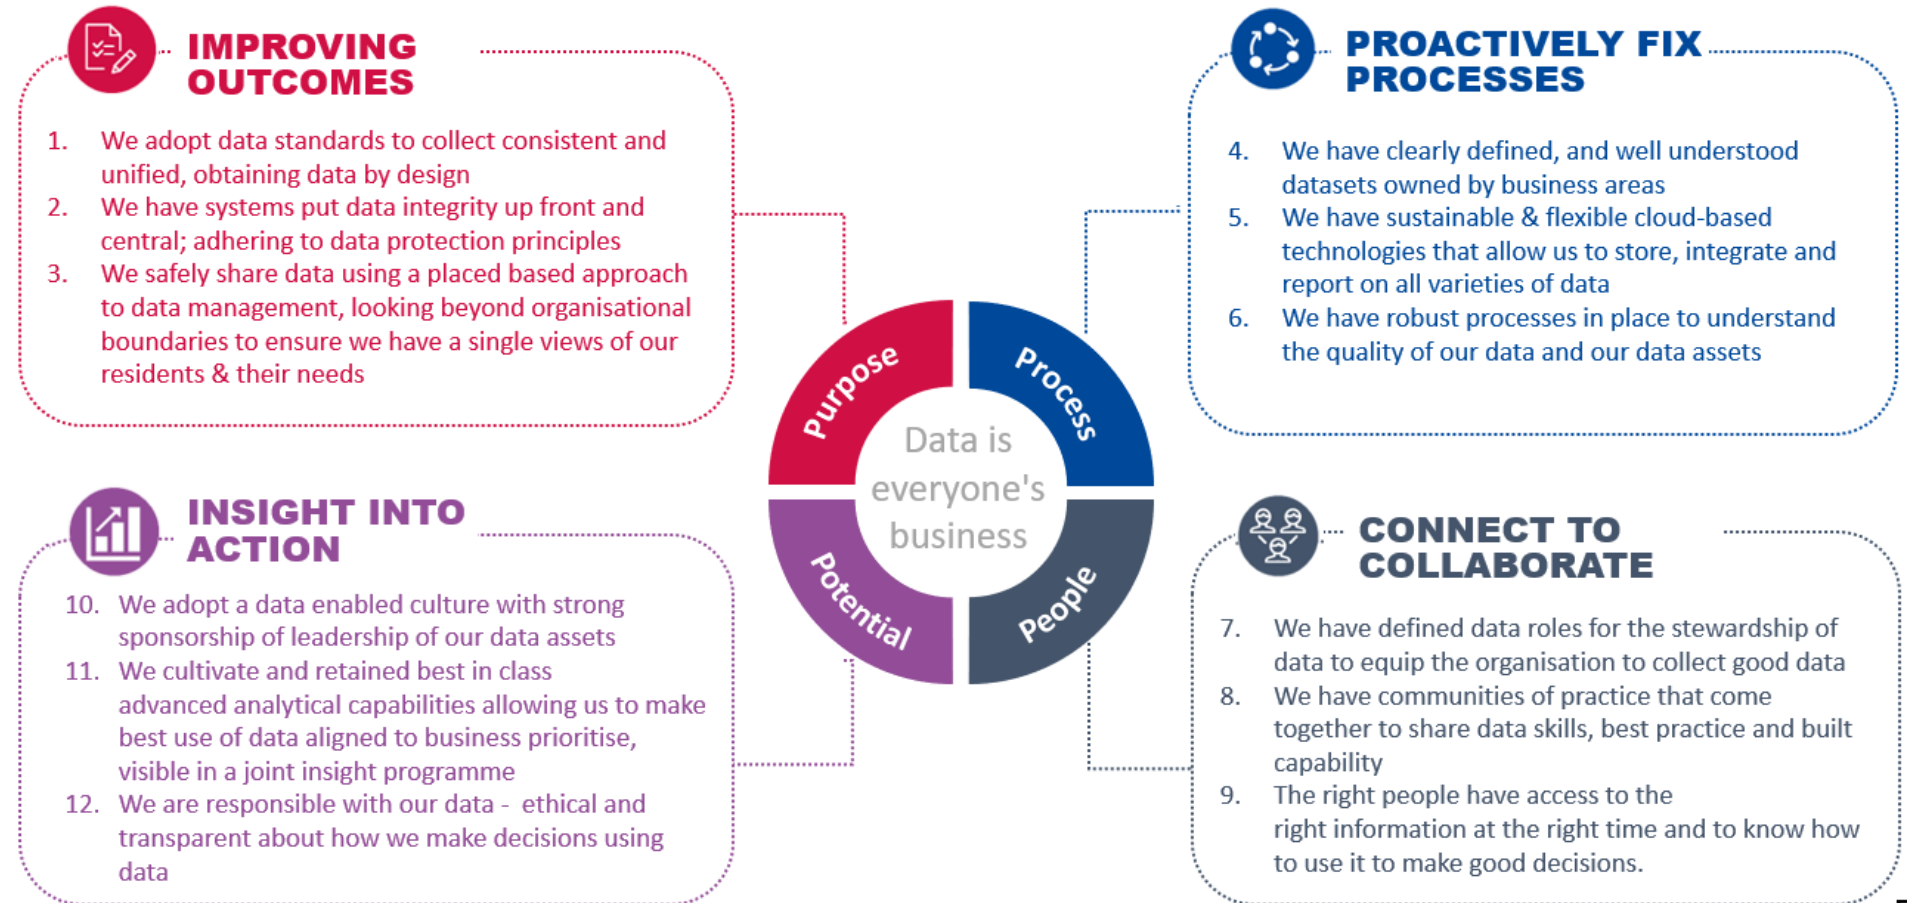 IMPROVING
OUTCOMES
1. We adopt data standards to collect consistent and
unified, obtaining data by design
2. We have systems put data integrity up front and
central; adhering to data protection principles
3. We safely share data using a placed based approach
to data management, looking beyond organisational
boundaries to ensure we have a single views of our
residents & their needs
PROACTIVELY FIX
PROCESSES
4. We have clearly defined, and well understood
datasets owned by business areas
5. We have sustainable & flexible cloud-based
technologies that allow us to store, integrate and
report on all varieties of data
6. We have robust processes in place to understand
the quality of our data and our data assets
Purpose
Process
Data is
everyone's
business
Potential
People
INSIGHT INTO
ACTION
10. We adopt a data enabled culture with strong
sponsorship of leadership of our data assets
11. We cultivate and retained best in class
advanced analytical capabilities allowing us to make
best use of data aligned to business prioritise,
visible in a joint insight programme
12. We are responsible with our data - ethical and
transparent about how we make decisions using
data
CONNECT TO
COLLABORATE
7. We have defined data roles for the stewardship of
data to equip the organisation to collect good data
8. We have communities of practice that come
together to share data skills, best practice and built
capability
9. The right people have access to the
right information at the right time and to know how
to use it to make good decisions.